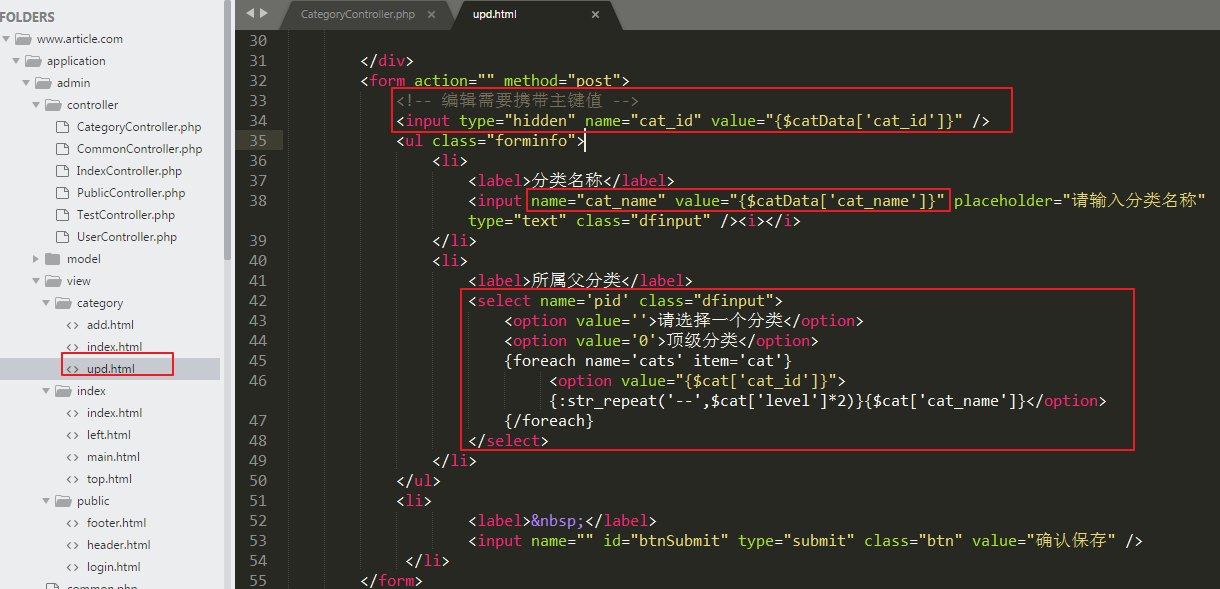 FOLDERS
www.article.com
application
admin
controller
CategoryController.php
CommonController.php
IndexController.php
PublicController.php
TestController.php
UserController.php
model
view
category
add.html
index.html
upd.html
index
index.html
left.html
main.html
top.html
public
footer.html
header.html
login.html
common.php
CategoryController.php ×
upd.html ×
30
31 </div>
32 <form action="" method="post">
33 <!-- 编辑需要携带主键值 -->
34 <input type="hidden" name="cat_id" value="{$catData['cat_id']}" />
35 <ul class="forminfo">
36 <li>
37 <label>分类名称</label>
38 <input name="cat_name" value="{$catData['cat_name']}" placeholder="请输入分类名称"
type="text" class="dfinput" /><i></i>
39 </li>
40 <li>
41 <label>所属父分类</label>
42 <select name='pid' class="dfinput">
43 <option value=''>请选择一个分类</option>
44 <option value='0'>顶级分类</option>
45 {foreach name='cats' item='cat'}
46 <option value="{$cat['cat_id']}">
{:str_repeat('--',$cat['level']*2)}{$cat['cat_name']}</option>
47 {/foreach}
48 </select>
49 </li>
50 </ul>
51 <li>
52 <label>&nbsp;</label>
53 <input name="" id="btnSubmit" type="submit" class="btn" value="确认保存" />
54 </li>
55 </form>